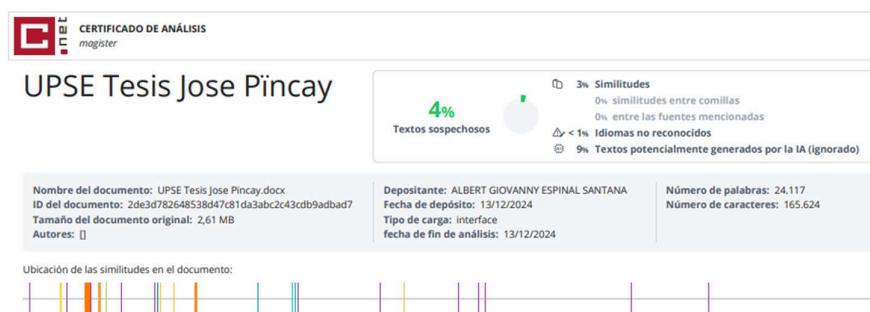 C .net
CERTIFICADO DE ANÁLISIS
magister
UPSE Tesis Jose Pïncay
4%
Textos sospechosos
3% Similitudes
0% similitudes entre comillas
0% entre las fuentes mencionadas
< 1% Idiomas no reconocidos
9% Textos potencialmente generados por la IA (ignorado)
Nombre del documento: UPSE Tesis Jose Pïncay.docx
ID del documento: 2de3d782648538d47c81da3abc2c43cdb9adbad7
Tamaño del documento original: 2,61 MB
Autores: []
Depositante: ALBERT GIOVANNY ESPINAL SANTANA
Fecha de depósito: 13/12/2024
Tipo de carga: interface
fecha de fin de análisis: 13/12/2024
Número de palabras: 24.117
Número de caracteres: 165.624
Ubicación de las similitudes en el documento: